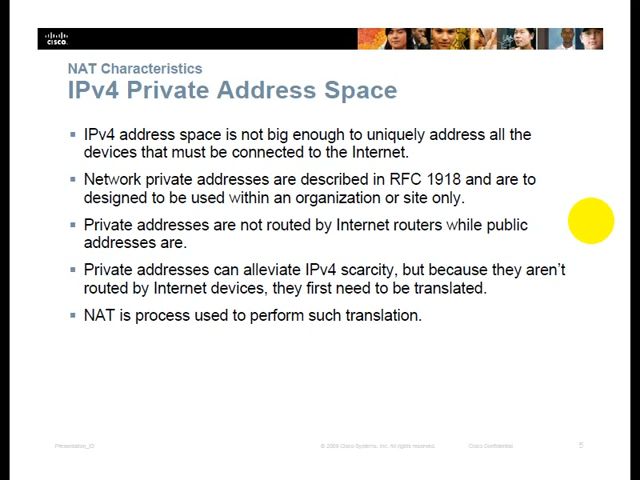 CISCO
NAT Characteristics
IPv4 Private Address Space
IPv4 address space is not big enough to uniquely address all the
devices that must be connected to the Internet.
Network private addresses are described in RFC 1918 and are to
designed to be used within an organization or site only.
Private addresses are not routed by Internet routers while public
addresses are.
Private addresses can alleviate IPv4 scarcity, but because they aren’t
routed by Internet devices, they first need to be translated.
NAT is process used to perform such translation.
Presentation_ID
Cisco Systems, Inc. All rights reserved.
Cisco Confidential